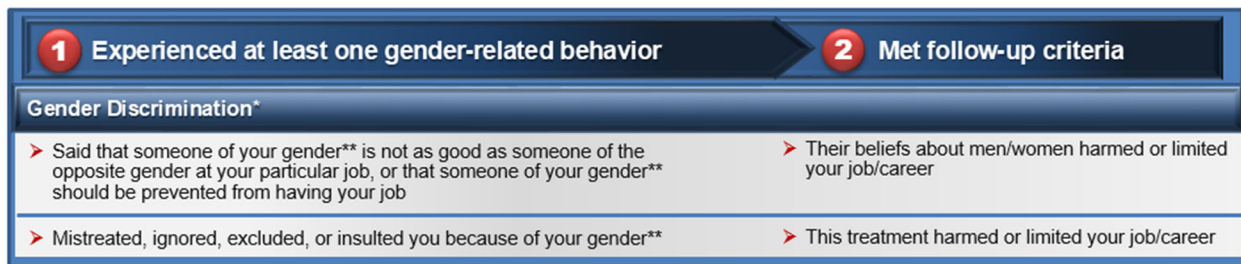 1 Experienced at least one gender-related behavior
2 Met follow-up criteria
Gender Discrimination*
Said that someone of your gender** is not as good as someone of the
opposite gender at your particular job, or that someone of your gender**
should be prevented from having your job
Their beliefs about men/women harmed or limited
your job/career
Mistreated, ignored, excluded, or insulted you because of your gender**
This treatment harmed or limited your job/career